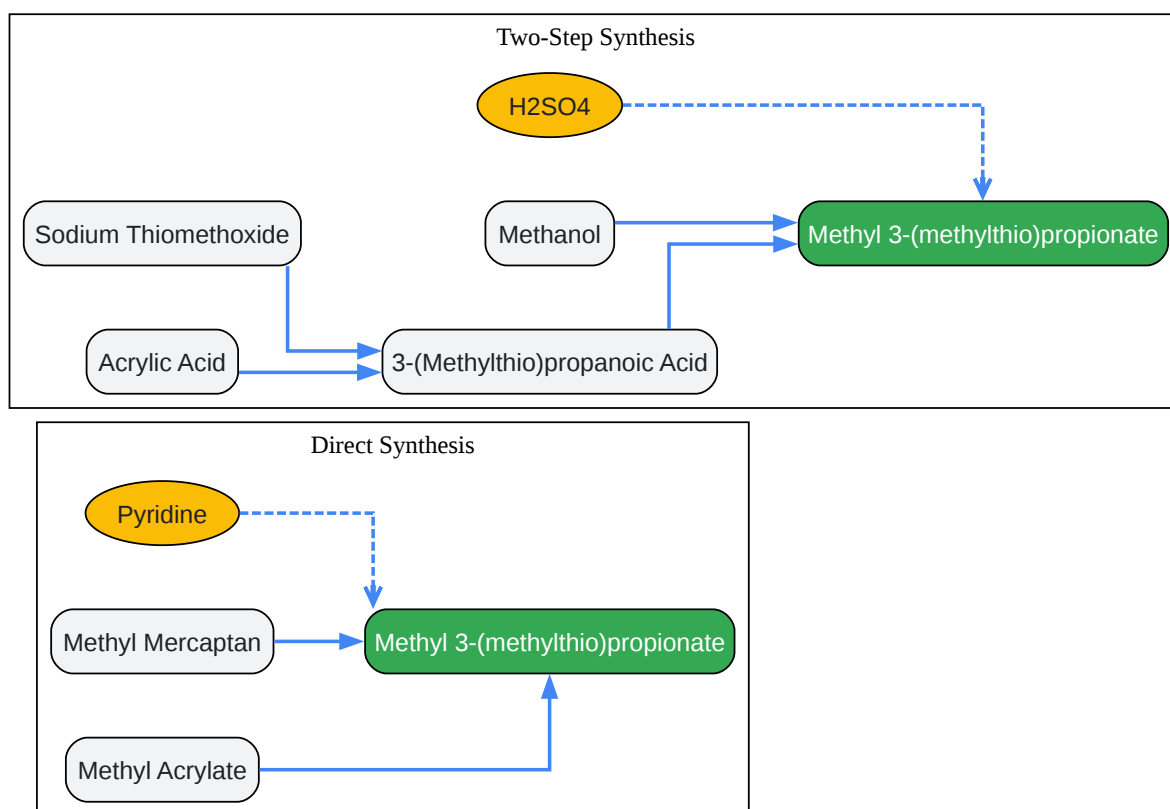 Two-Step Synthesis
H2SO4
Sodium Thiomethoxide
Methanol
Methyl 3-(methylthio)propionate
Acrylic Acid
3-(Methylthio)propanoic Acid
Direct Synthesis
Pyridine
Methyl Mercaptan
Methyl 3-(methylthio)propionate
Methyl Acrylate